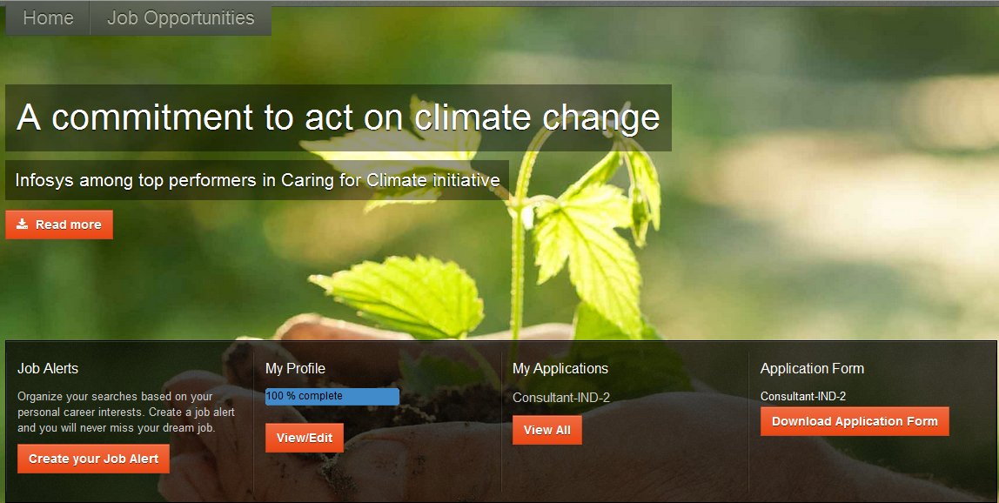 Home
Job Opportunities
A commitment to act on climate change
Infosys among top performers in Caring for Climate initiative
Read more
Job Alerts
Organize your searches based on your
personal career interests. Create a job alert
and you will never miss your dream job.
Create your Job Alert
My Profile
100 % complete
View/Edit
My Applications
Consultant-IND-2
View All
Application Form
Consultant-IND-2
Download Application Form